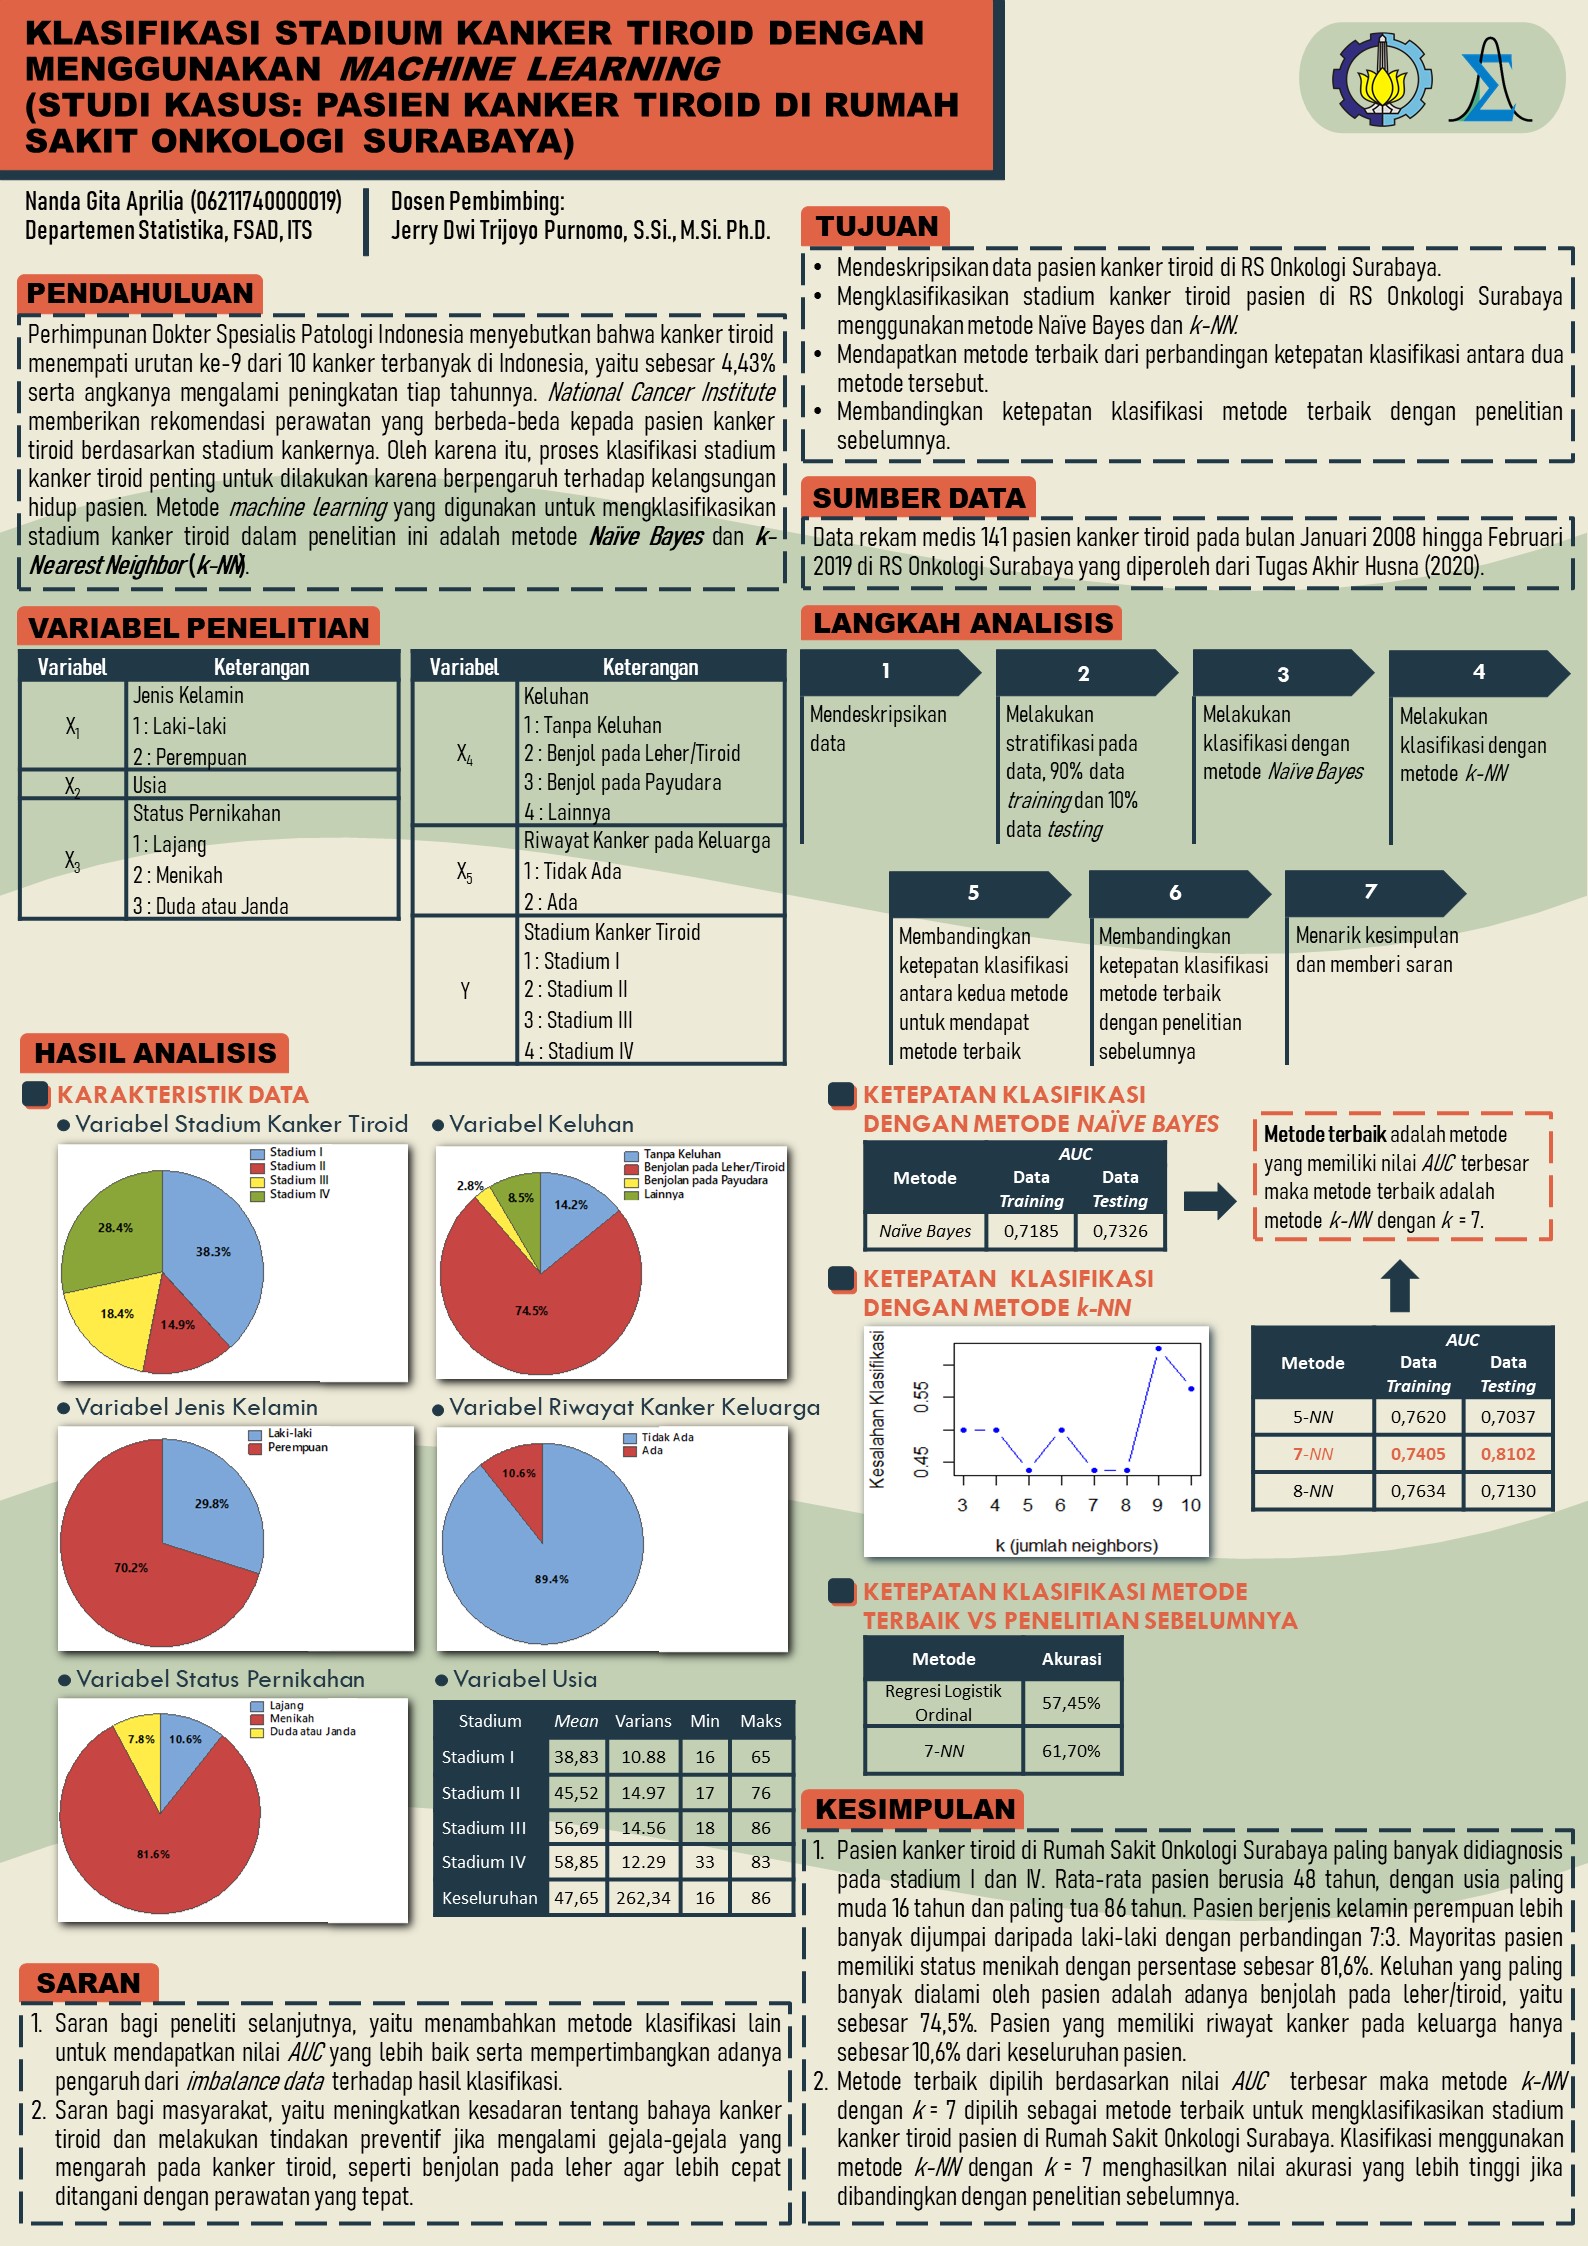 KLASIFIKASI STADIUM KANKER TIROID DENGAN
MENGGUNAKAN MACHINE LEARNING
(STUDI KASUS: PASIEN KANKER TIROID DI RUMAH
SAKIT ONKOLOGI SURABAYA)
Nanda Gita Aprilia (06211740000019)
Departemen Statistika, FSAD, ITS
Dosen Pembimbing:
Jerry Dwi Trijoyo Purnomo, S.Si., M.Si. Ph.D.
PENDAHULUAN
Perhimpunan Dokter Spesialis Patologi Indonesia menyebutkan bahwa kanker tiroid
menempati urutan ke-9 dari 10 kanker terbanyak di Indonesia, yaitu sebesar 4,43%
serta angkanya mengalami peningkatan tiap tahunnya. National Cancer Institute
memberikan rekomendasi perawatan yang berbeda-beda kepada pasien kanker
tiroid berdasarkan stadium kankernya. Oleh karena itu, proses klasifikasi stadium
kanker tiroid penting untuk dilakukan karena berpengaruh terhadap kelangsungan
hidup pasien. Metode machine learning yang digunakan untuk mengklasifikasikan
stadium kanker tiroid dalam penelitian ini adalah metode Naïve Bayes dan k-
Nearest Neighbor (k-NN).
TUJUAN
• Mendeskripsikan data pasien kanker tiroid di RS Onkologi Surabaya.
• Mengklasifikasikan stadium kanker tiroid pasien di RS Onkologi Surabaya
menggunakan metode Naïve Bayes dan k-NN.
• Mendapatkan metode terbaik dari perbandingan ketepatan klasifikasi antara dua
metode tersebut.
• Membandingkan ketepatan klasifikasi metode terbaik dengan penelitian
sebelumnya.
SUMBER DATA
Data rekam medis 141 pasien kanker tiroid pada bulan Januari 2008 hingga Februari
2019 di RS Onkologi Surabaya yang diperoleh dari Tugas Akhir Husna (2020).
VARIABEL PENELITIAN
Variabel Keterangan
X1
Jenis Kelamin
1 : Laki-laki
2 : Perempuan
X2 Usia
X3
Status Pernikahan
1 : Lajang
2 : Menikah
3 : Duda atau Janda
Variabel Keterangan
X4
Keluhan
1 : Tanpa Keluhan
2 : Benjol pada Leher/Tiroid
3 : Benjol pada Payudara
4 : Lainnya
X5
Riwayat Kanker pada Keluarga
1 : Tidak Ada
2 : Ada
Y
Stadium Kanker Tiroid
1 : Stadium I
2 : Stadium II
3 : Stadium III
4 : Stadium IV
LANGKAH ANALISIS
1
Mendeskripsikan
data
2
Melakukan
stratifikasi pada
data, 90% data
training dan 10%
data testing
3
Melakukan
klasifikasi dengan
metode Naïve Bayes
4
Melakukan
klasifikasi dengan
metode k-NN
5
Membandingkan
ketepatan klasifikasi
antara kedua metode
untuk mendapat
metode terbaik
6
Membandingkan
ketepatan klasifikasi
metode terbaik
dengan penelitian
sebelumnya
7
Menarik kesimpulan
dan memberi saran
HASIL ANALISIS
KARAKTERISTIK DATA
● Variabel Stadium Kanker Tiroid
Stadium I
Stadium II
Stadium III
Stadium IV
28.4%
38.3%
18.4%
14.9%
● Variabel Keluhan
Tanpa Keluhan
Benjolan pada Leher/Tiroid
Benjolan pada Payudara
Lainnya
2.8%
8.5%
14.2%
74.5%
● Variabel Jenis Kelamin
Laki-laki
Perempuan
29.8%
70.2%
● Variabel Riwayat Kanker Keluarga
Tidak Ada
Ada
10.6%
89.4%
● Variabel Status Pernikahan
Lajang
Menikah
Duda atau Janda
7.8%
10.6%
81.6%
● Variabel Usia
Stadium Mean Varians Min Maks
Stadium I 38,83 10.88 16 65
Stadium II 45,52 14.97 17 76
Stadium III 56,69 14.56 18 86
Stadium IV 58,85 12.29 33 83
Keseluruhan 47,65 262,34 16 86
KETEPATAN KLASIFIKASI
DENGAN METODE NAÏVE BAYES
Metode
AUC
Data Data
Training Testing
Naïve Bayes 0,7185 0,7326
Metode terbaik adalah metode
yang memiliki nilai AUC terbesar
maka metode terbaik adalah
metode k-NN dengan k = 7.
KETEPATAN KLASIFIKASI
DENGAN METODE k-NN
Kesalahan Klasifikasi
0.45 0.55
3 4 5 6 7 8 9 10
k (jumlah neighbors)
Metode
AUC
Data Data
Training Testing
5-NN 0,7620 0,7037
7-NN 0,7405 0,8102
8-NN 0,7634 0,7130
KETEPATAN KLASIFIKASI METODE
TERBAIK VS PENELITIAN SEBELUMNYA
Metode Akurasi
Regresi Logistik
Ordinal
57,45%
7-NN 61,70%
KESIMPULAN
1. Pasien kanker tiroid di Rumah Sakit Onkologi Surabaya paling banyak didiagnosis
pada stadium I dan IV. Rata-rata pasien berusia 48 tahun, dengan usia paling
muda 16 tahun dan paling tua 86 tahun. Pasien berjenis kelamin perempuan lebih
banyak dijumpai daripada laki-laki dengan perbandingan 7:3. Mayoritas pasien
memiliki status menikah dengan persentase sebesar 81,6%. Keluhan yang paling
banyak dialami oleh pasien adalah adanya benjolah pada leher/tiroid, yaitu
sebesar 74,5%. Pasien yang memiliki riwayat kanker pada keluarga hanya
sebesar 10,6% dari keseluruhan pasien.
2. Metode terbaik dipilih berdasarkan nilai AUC terbesar maka metode k-NN
dengan k = 7 dipilih sebagai metode terbaik untuk mengklasifikasikan stadium
kanker tiroid pasien di Rumah Sakit Onkologi Surabaya. Klasifikasi menggunakan
metode k-NN dengan k = 7 menghasilkan nilai akurasi yang lebih tinggi jika
dibandingkan dengan penelitian sebelumnya.
SARAN
1. Saran bagi peneliti selanjutnya, yaitu menambahkan metode klasifikasi lain
untuk mendapatkan nilai AUC yang lebih baik serta mempertimbangkan adanya
pengaruh dari imbalance data terhadap hasil klasifikasi.
2. Saran bagi masyarakat, yaitu meningkatkan kesadaran tentang bahaya kanker
tiroid dan melakukan tindakan preventif jika mengalami gejala-gejala yang
mengarah pada kanker tiroid, seperti benjolan pada leher agar lebih cepat
ditangani dengan perawatan yang tepat.